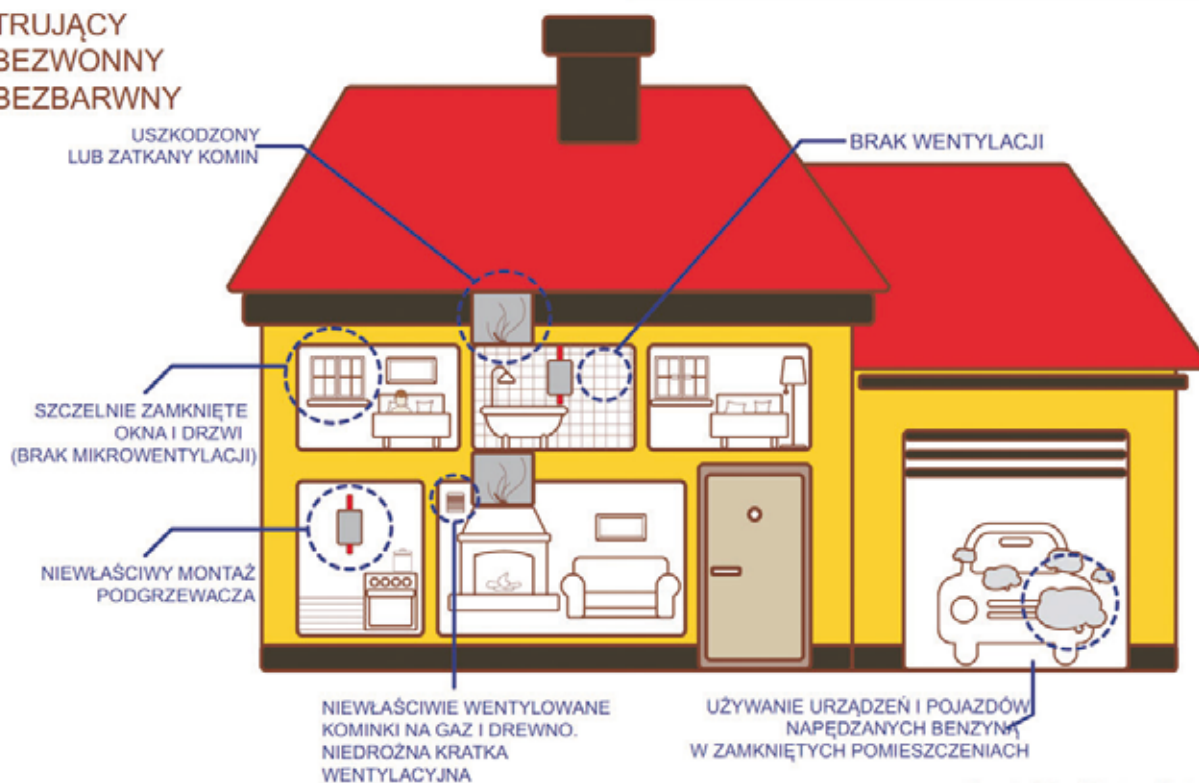 TRUJĄCY
BEZWONNY
BEZBARWNY
USZKODZONY
LUB ZATKANY KOMIN
BRAK WENTYLACJI
SZCZELNIE ZAMKNIĘTE
OKNA I DRZWI
(BRAK MIKROWENTYLACJI)
NIEWŁAŚCIWY MONTAŻ
PODGRZEWACZA
NIEWŁAŚCIWIE WENTYLOWANE
KOMINKI NA GAZ I DREWNO.
NIEDROŻNA KRATKA
WENTYLACYJNA
UŻYWANIE URZĄDZEŃ I POJAZDÓW
NAPĘDZANYCH BENZYNĄ
W ZAMKNIĘTYCH POMIESZCZENIACH